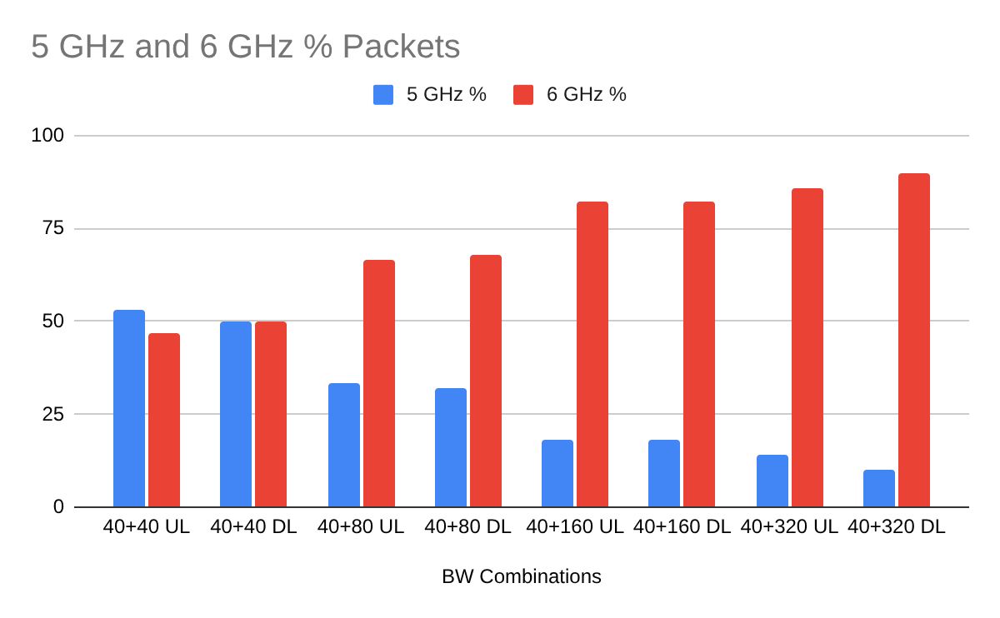 5 GHz and 6 GHz % Packets
5 GHz %
6 GHz %
100
75
50
25
0
40+40 UL
40+40 DL
40+80 UL
40+80 DL
40+160 UL
40+160 DL
40+320 UL
40+320 DL
BW Combinations